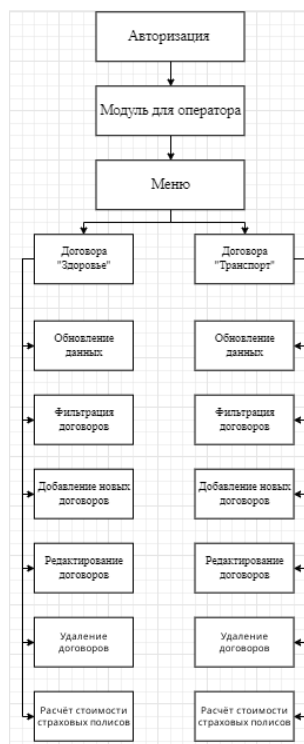 Авторизация
Модуль для оператора
Меню
Договора
"Здоровье"
Договора
"Транспорт"
Обновление
данных
Обновление
данных
Фильтрация
договоров
Фильтрация
договоров
Добавление новых
договоров
Добавление новых
договоров
Редактирование
договоров
Редактирование
договоров
Удаление
договоров
Удаление
договоров
Расчёт стоимости
страховых полисов
Расчёт стоимости
страховых полисов